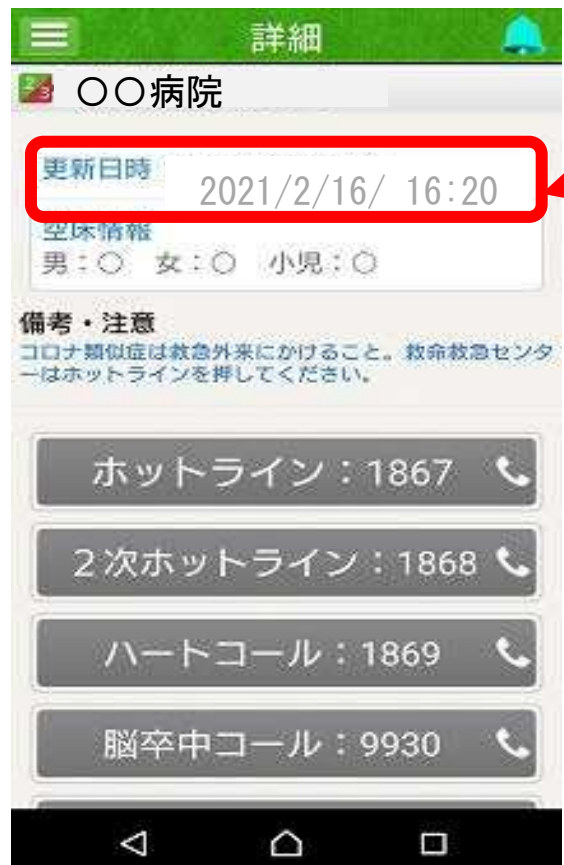 詳細
2/3 〇〇病院
更新日時 2021/2/16/ 16:20
空床情報
男：〇 女：〇 小児：〇
備考・注意
コロナ類似症は救急外来にかけること。救命救急センタ
ーはホットラインを押してください。
ホットライン：1867
２次ホットライン：1868
ハートコール：1869
脳卒中コール：9930